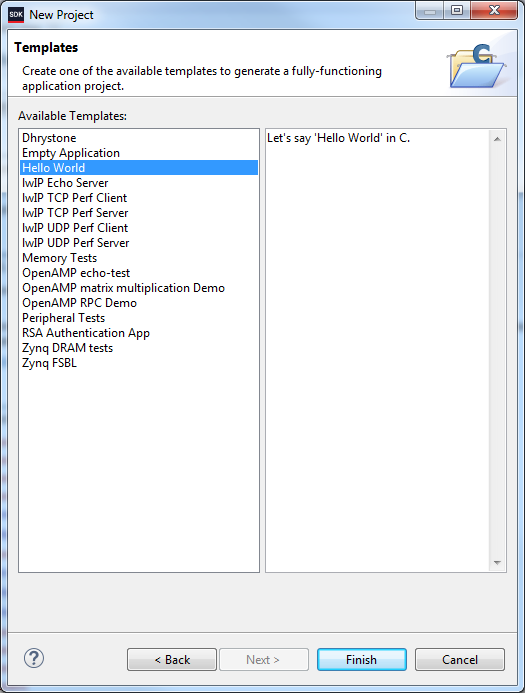 SDK New Project
Templates
Create one of the available templates to generate a fully-functioning
application project.
C
Available Templates:
Dhrystone
Empty Application
Hello World
lwIP Echo Server
lwIP TCP Perf Client
lwIP TCP Perf Server
lwIP UDP Perf Client
lwIP UDP Perf Server
Memory Tests
OpenAMP echo-test
OpenAMP matrix multiplication Demo
OpenAMP RPC Demo
Peripheral Tests
RSA Authentication App
Zynq DRAM tests
Zynq FSBL
Let's say 'Hello World' in C.
?
< Back
Next >
Finish
Cancel